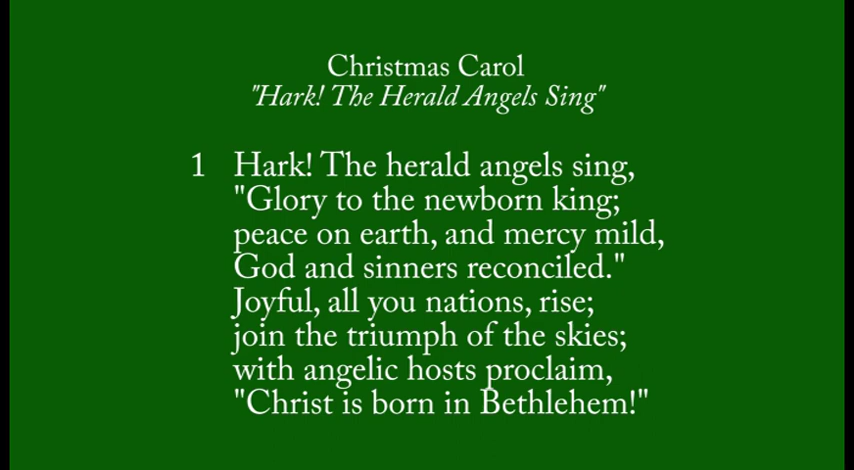 Christmas Carol
"Hark! The Herald Angels Sing"
1 Hark! The herald angels sing,
"Glory to the newborn king;
peace on earth, and mercy mild,
God and sinners reconciled."
Joyful, all you nations, rise;
join the triumph of the skies;
with angelic hosts proclaim,
"Christ is born in Bethlehem!"